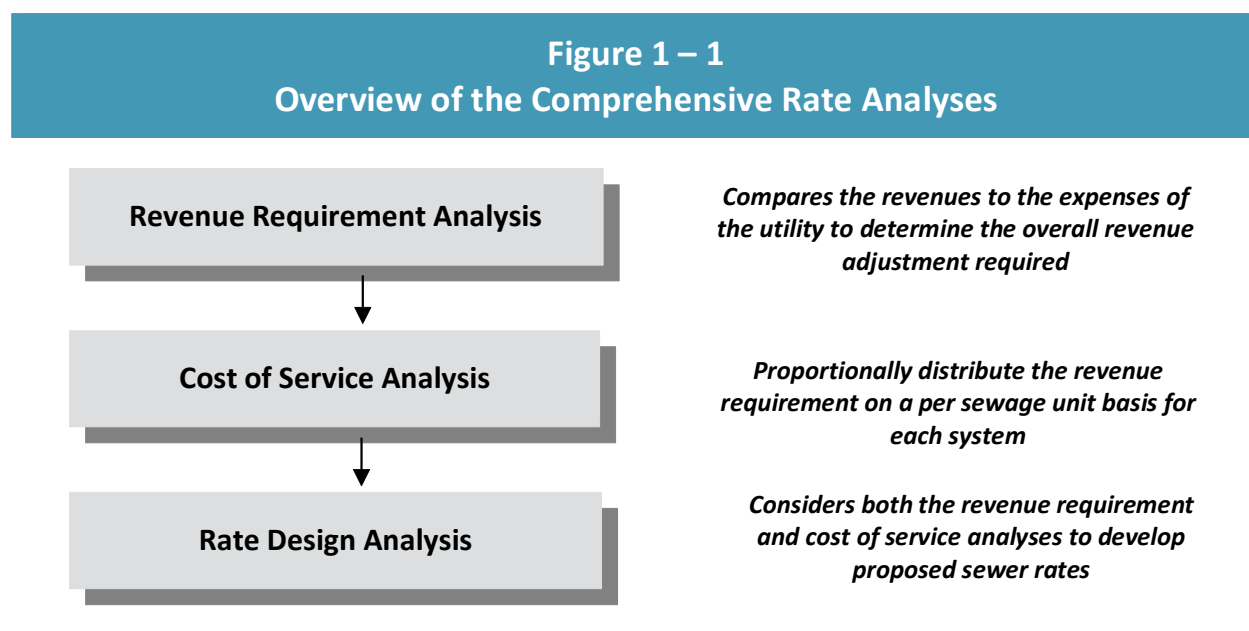 Figure 1 – 1
Overview of the Comprehensive Rate Analyses
Revenue Requirement Analysis
Compares the revenues to the expenses of
the utility to determine the overall revenue
adjustment required
Cost of Service Analysis
Proportionally distribute the revenue
requirement on a per sewage unit basis for
each system
Rate Design Analysis
Considers both the revenue requirement
and cost of service analyses to develop
proposed sewer rates